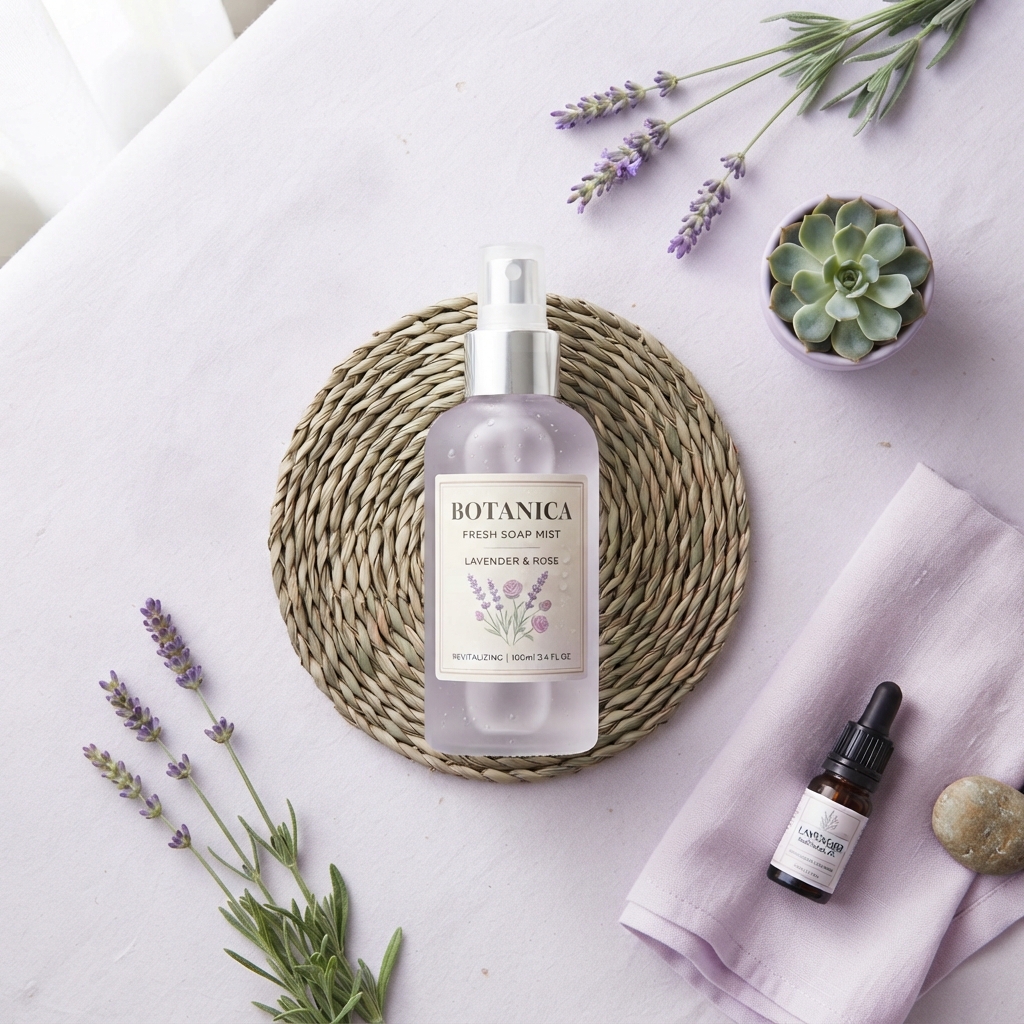 BOTANICA
FRESH SOAP MIST
LAVENDER & ROSE
REVITALIZING | 100ml 3.4 FL OZ